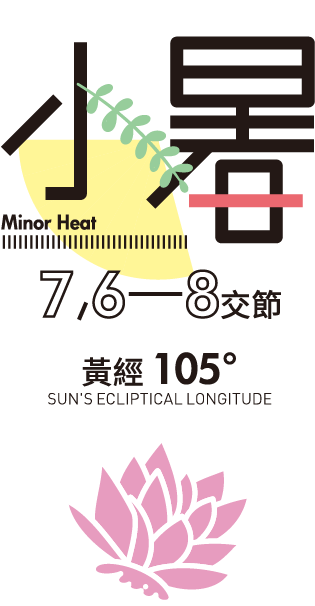 小暑
Minor Heat
7,6—8交節
黃經 105°
SUN'S ECLIPTICAL LONGITUDE